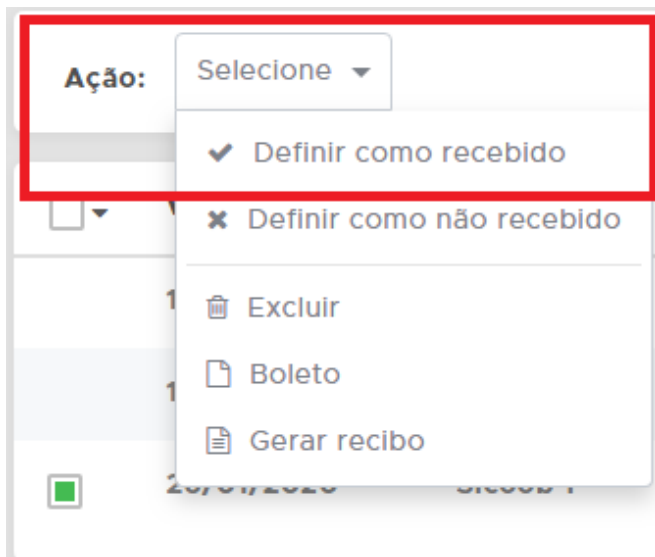 Ação:
Selecione
Definir como recebido
Definir como não recebido
Excluir
Boleto
Gerar recibo